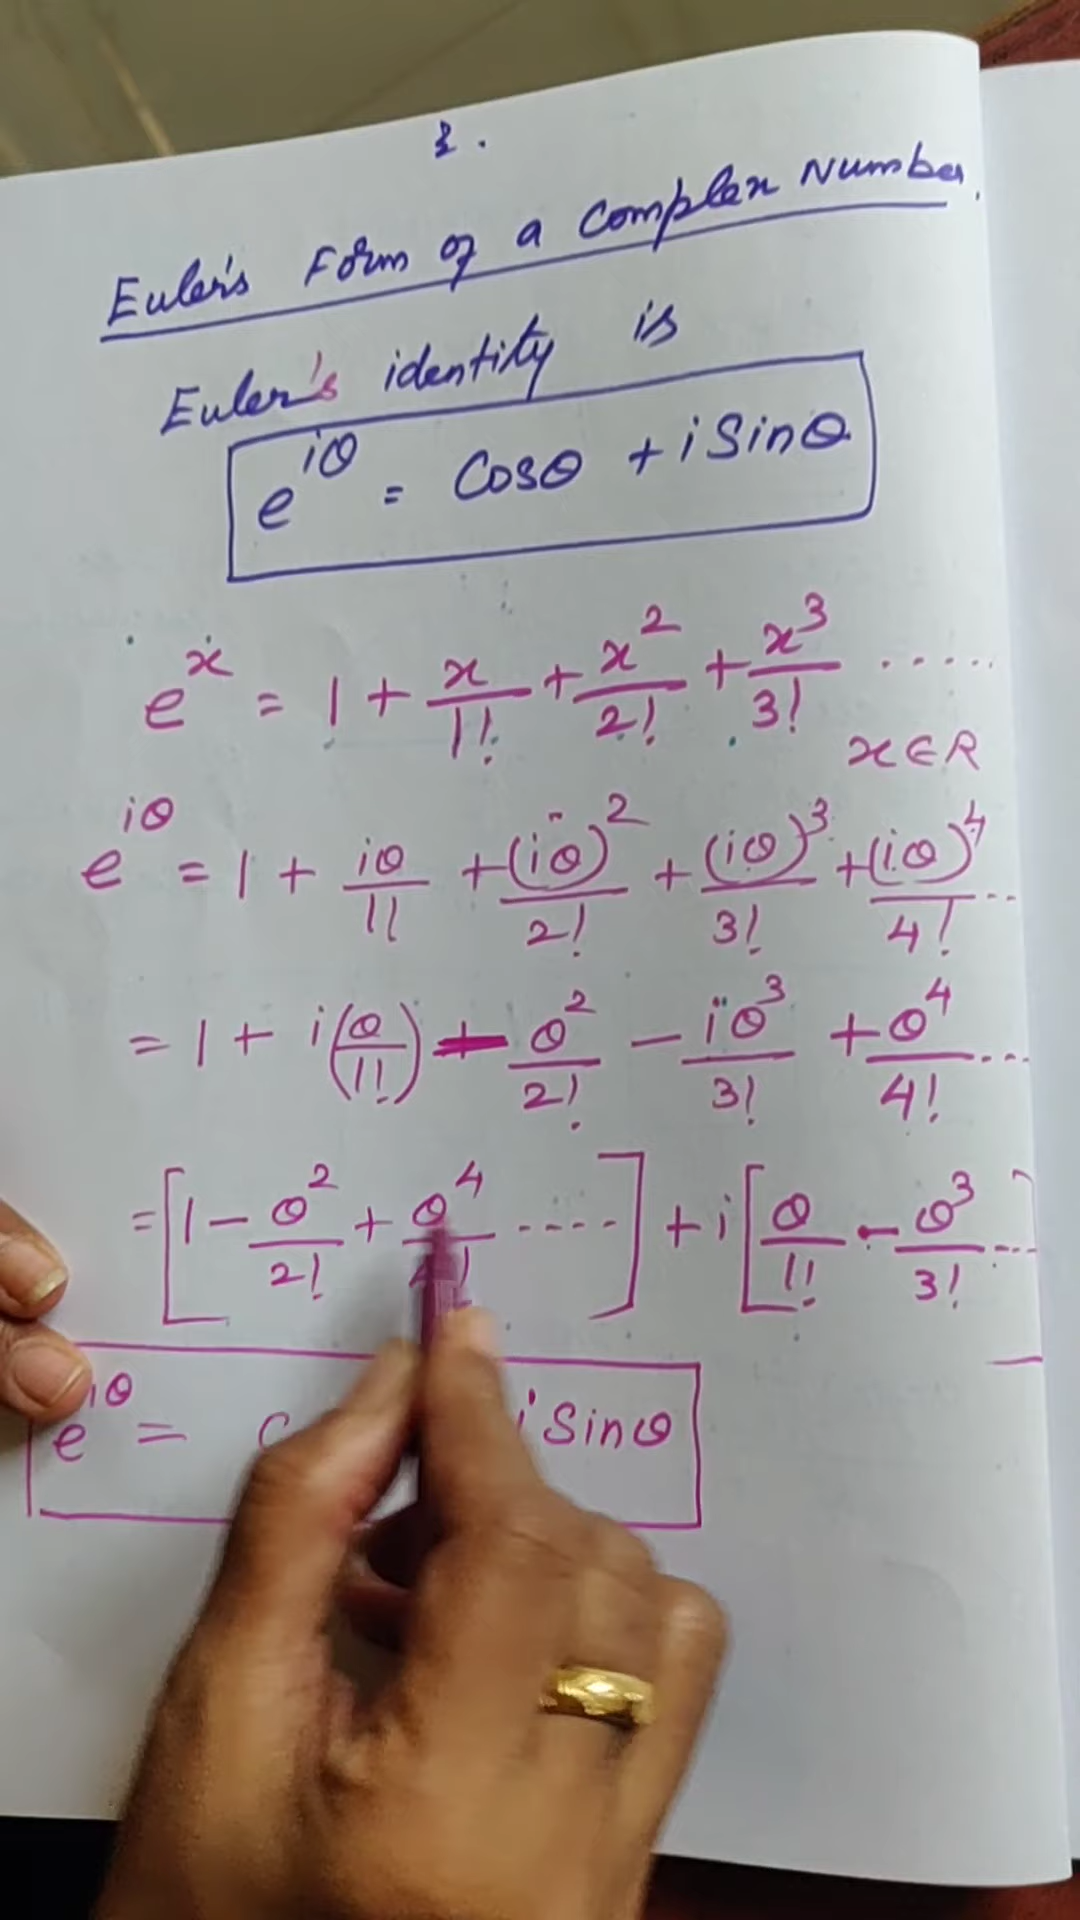 1.
Euler's Form of a Complex Number.
Euler's identity is
e^{iθ} = Cosθ + i Sinθ
e^x = 1 + x/1! + x^2/2! + x^3/3! .....
x ∈ R
e^{iθ} = 1 + iθ/1! + (iθ)^2/2! + (iθ)^3/3! + (iθ)^4/4! ...
= 1 + i(θ/1!) - θ^2/2! - iθ^3/3! + θ^4/4! ...
= [1 - θ^2/2! + θ^4/4! .....] + i[θ/1! - θ^3/3! ...]
e^{iθ} = i Sinθ